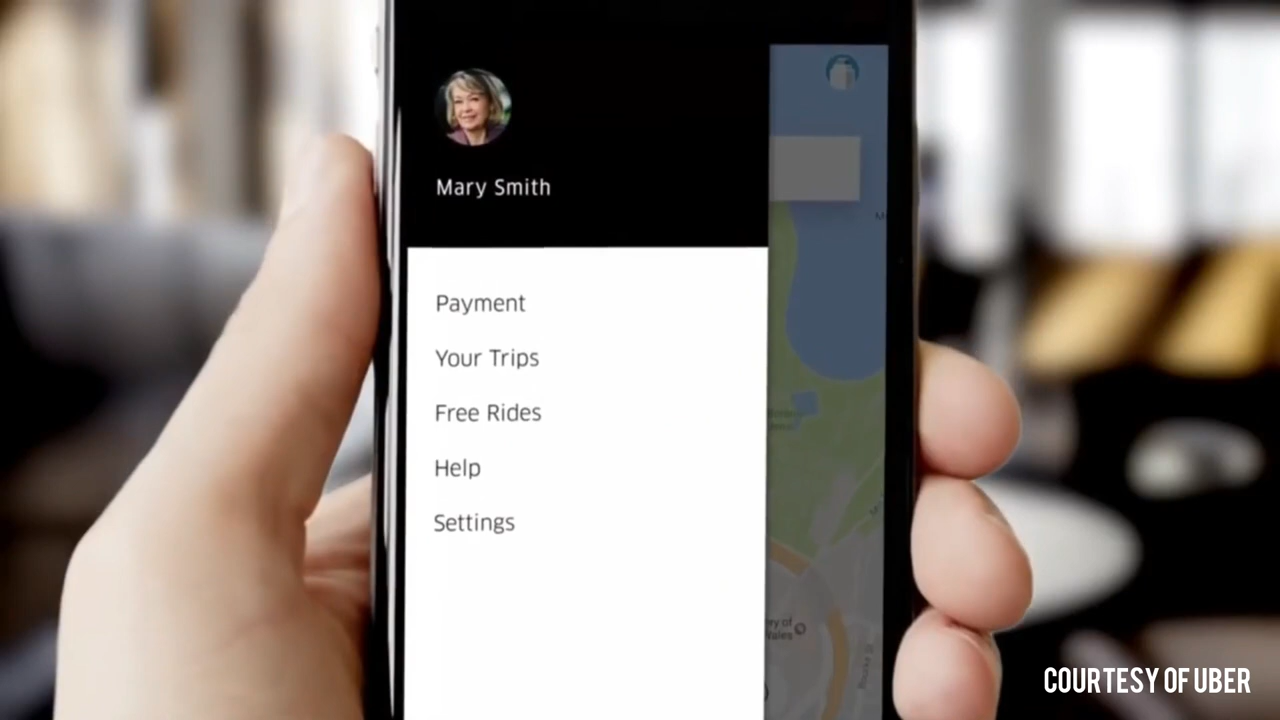 Mary Smith
Payment
Your Trips
Free Rides
Help
Settings
COURTESY OF UBER